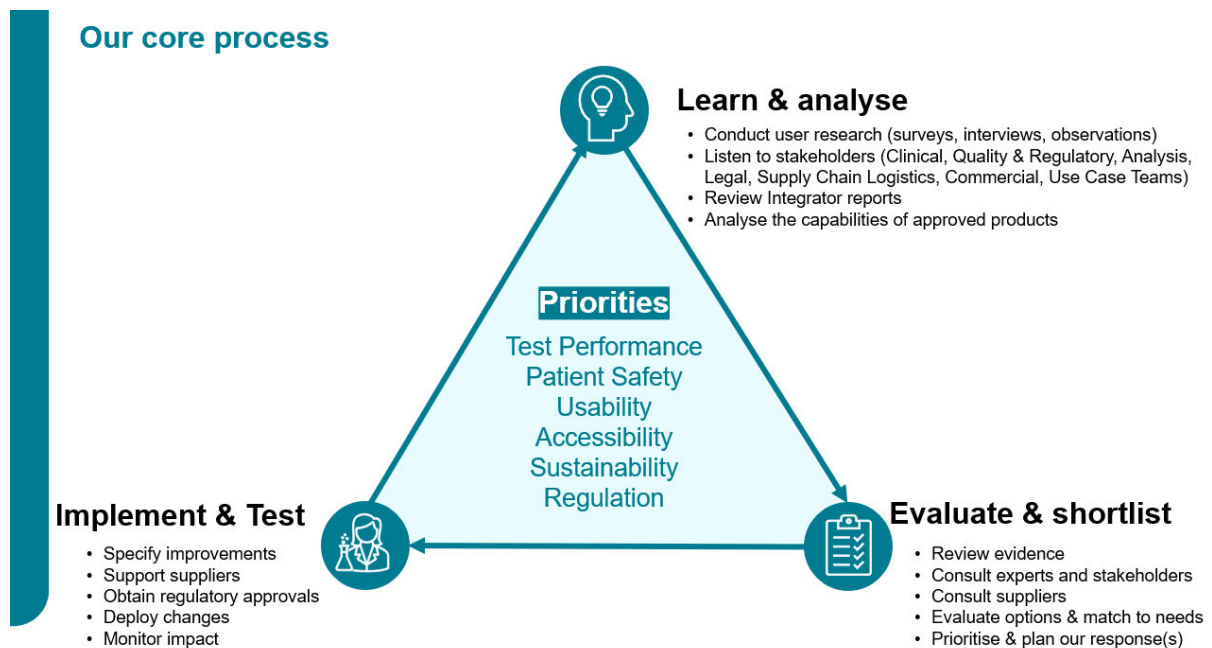 Our core process
Learn & analyse
• Conduct user research (surveys, interviews, observations)
• Listen to stakeholders (Clinical, Quality & Regulatory, Analysis,
Legal, Supply Chain Logistics, Commercial, Use Case Teams)
• Review Integrator reports
• Analyse the capabilities of approved products
Priorities
Test Performance
Patient Safety
Usability
Accessibility
Sustainability
Regulation
Implement & Test
• Specify improvements
• Support suppliers
• Obtain regulatory approvals
• Deploy changes
• Monitor impact
Evaluate & shortlist
• Review evidence
• Consult experts and stakeholders
• Consult suppliers
• Evaluate options & match to needs
• Prioritise & plan our response(s)